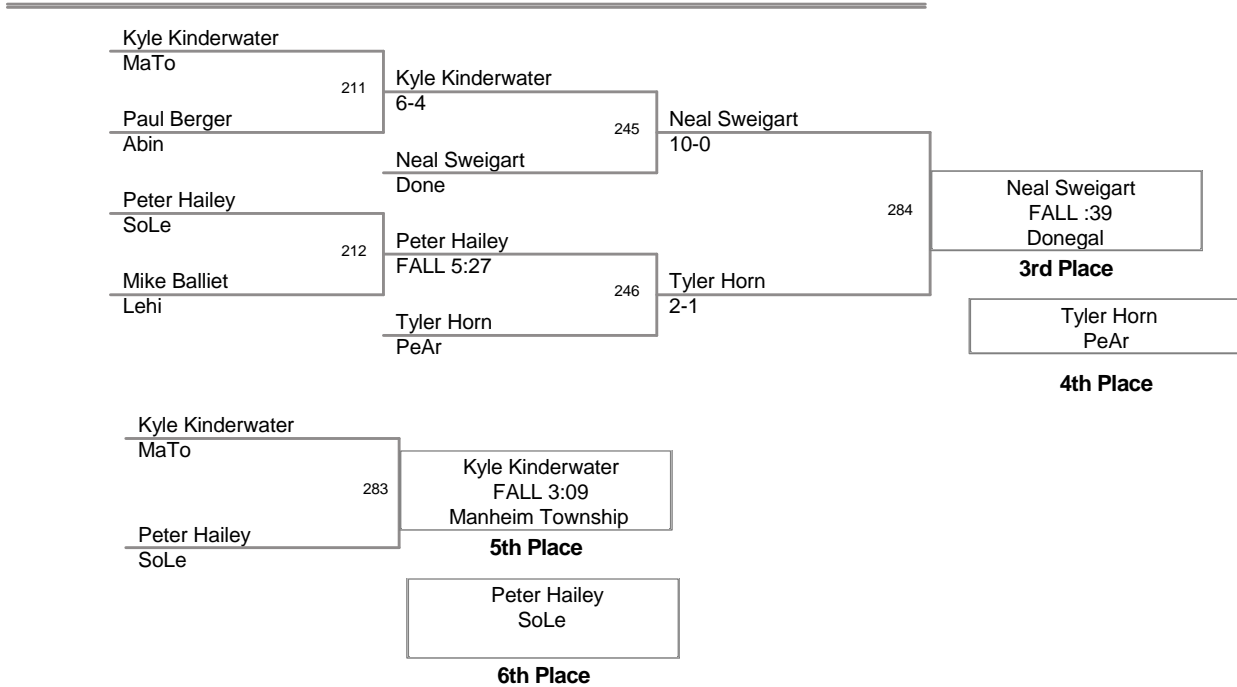 Kyle Kinderwater
MaTo
211
Kyle Kinderwater
6-4
Paul Berger
Abin
245
Neal Sweigart
10-0
Neal Sweigart
Done
Peter Hailey
SoLe
284
Neal Sweigart
FALL :39
Donegal
3rd Place
212
Peter Hailey
FALL 5:27
Mike Balliet
Lehi
246
Tyler Horn
2-1
Tyler Horn
PeAr
Tyler Horn
PeAr
4th Place
Kyle Kinderwater
MaTo
283
Kyle Kinderwater
FALL 3:09
Manheim Township
5th Place
Peter Hailey
SoLe
Peter Hailey
SoLe
6th Place